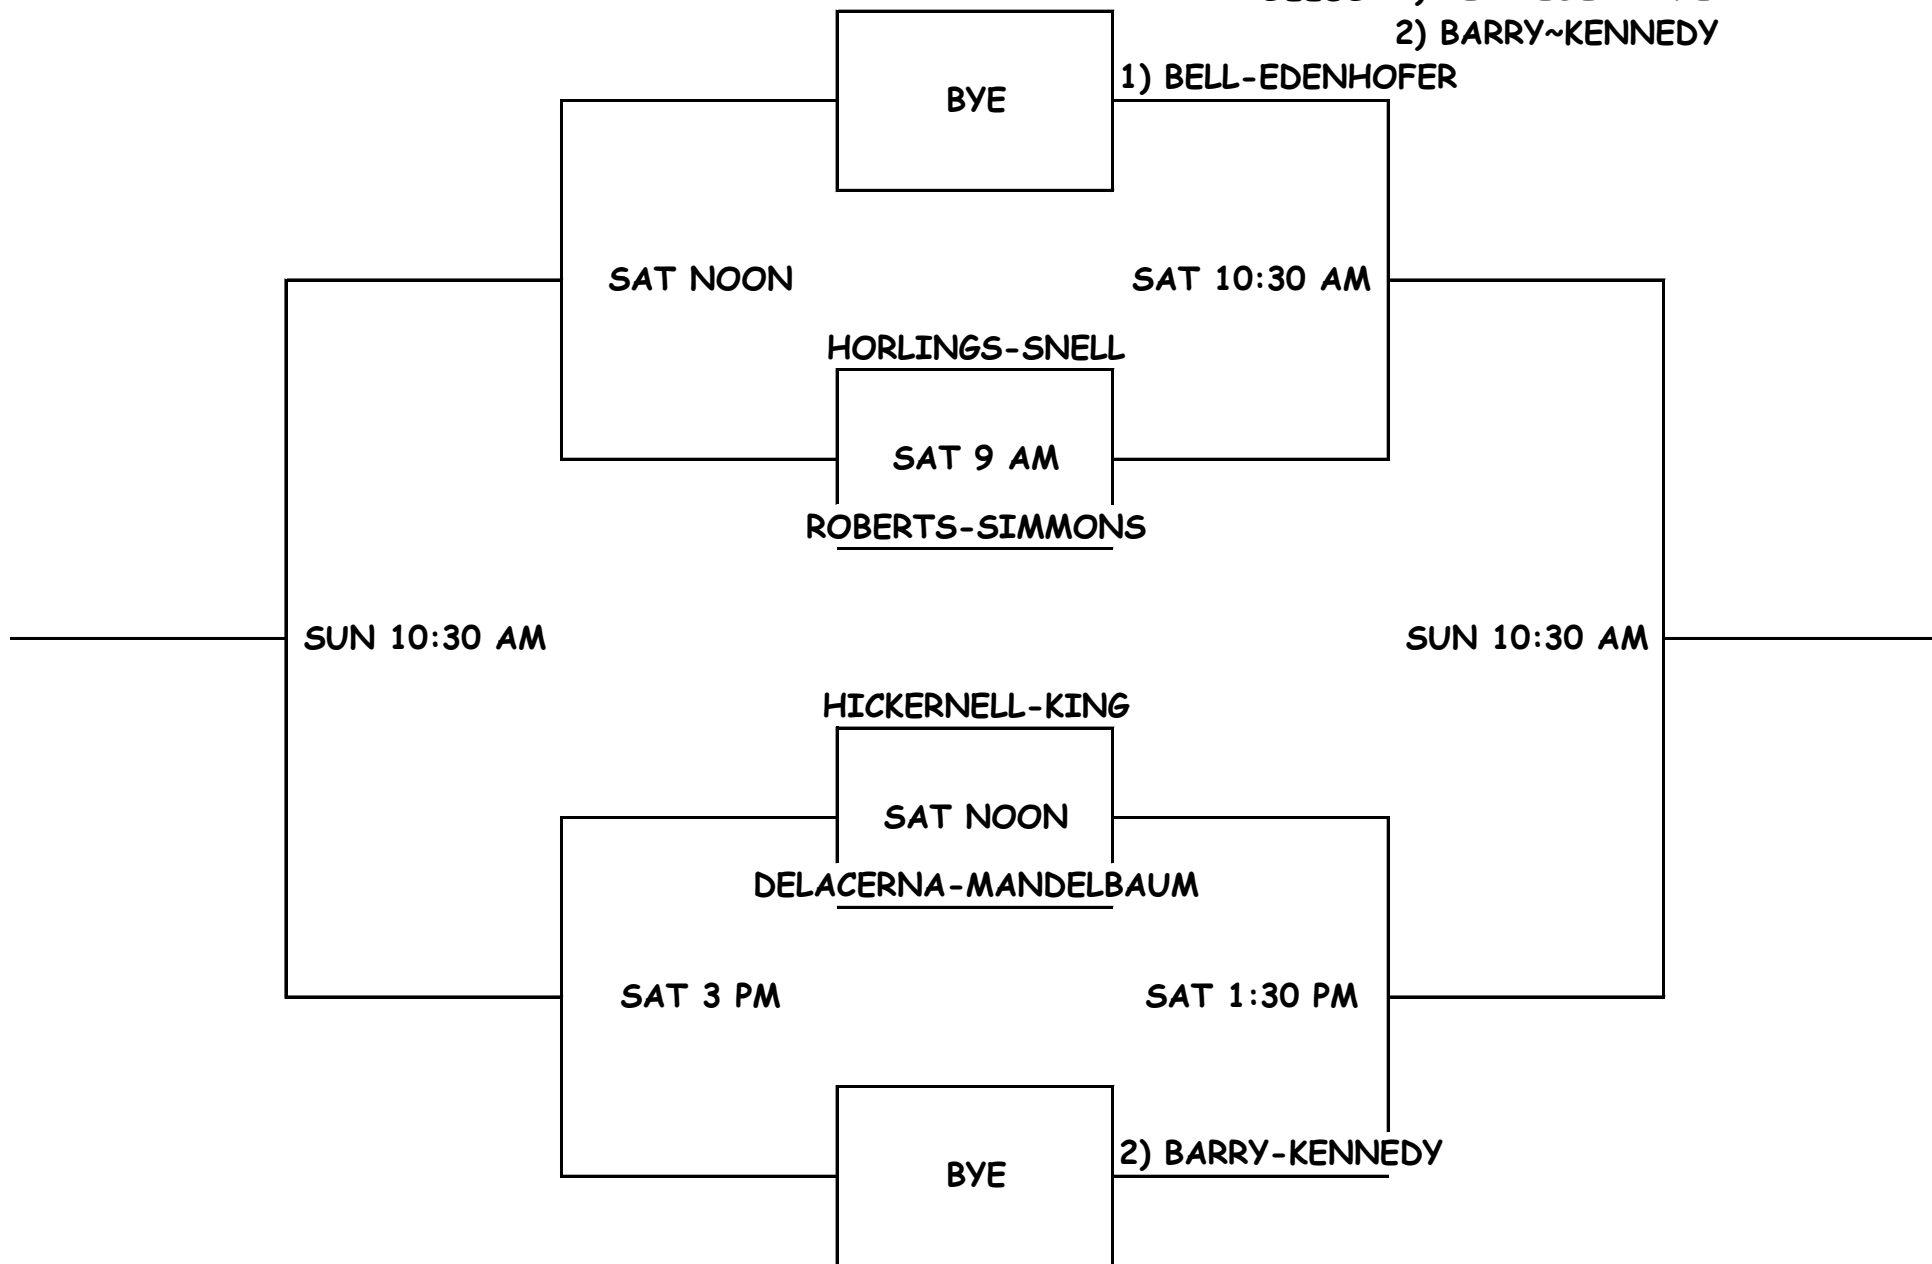 2) BARRY~KENNEDY
1) BELL-EDENHOFER
BYE
SAT NOON
SAT 10:30 AM
HORLINGS-SNELL
SAT 9 AM
ROBERTS-SIMMONS
SUN 10:30 AM
SUN 10:30 AM
HICKERNELL-KING
SAT NOON
DELACERNA-MANDELBAUM
SAT 3 PM
SAT 1:30 PM
2) BARRY-KENNEDY
BYE